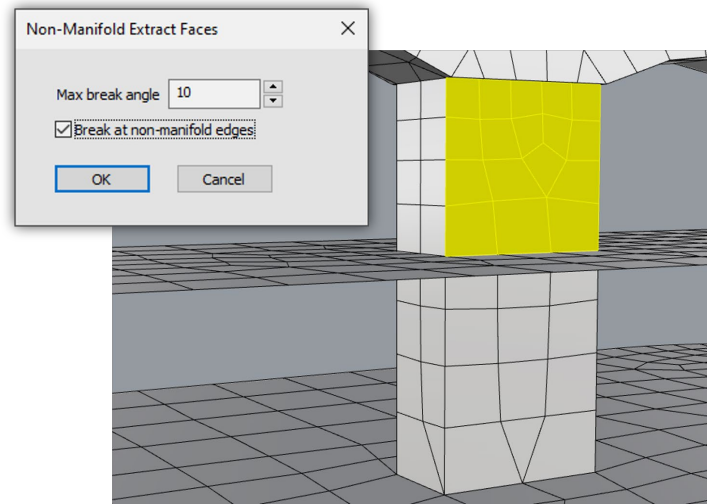 Non-Manifold Extract Faces
Max break angle 10
Break at non-manifold edges
OK Cancel